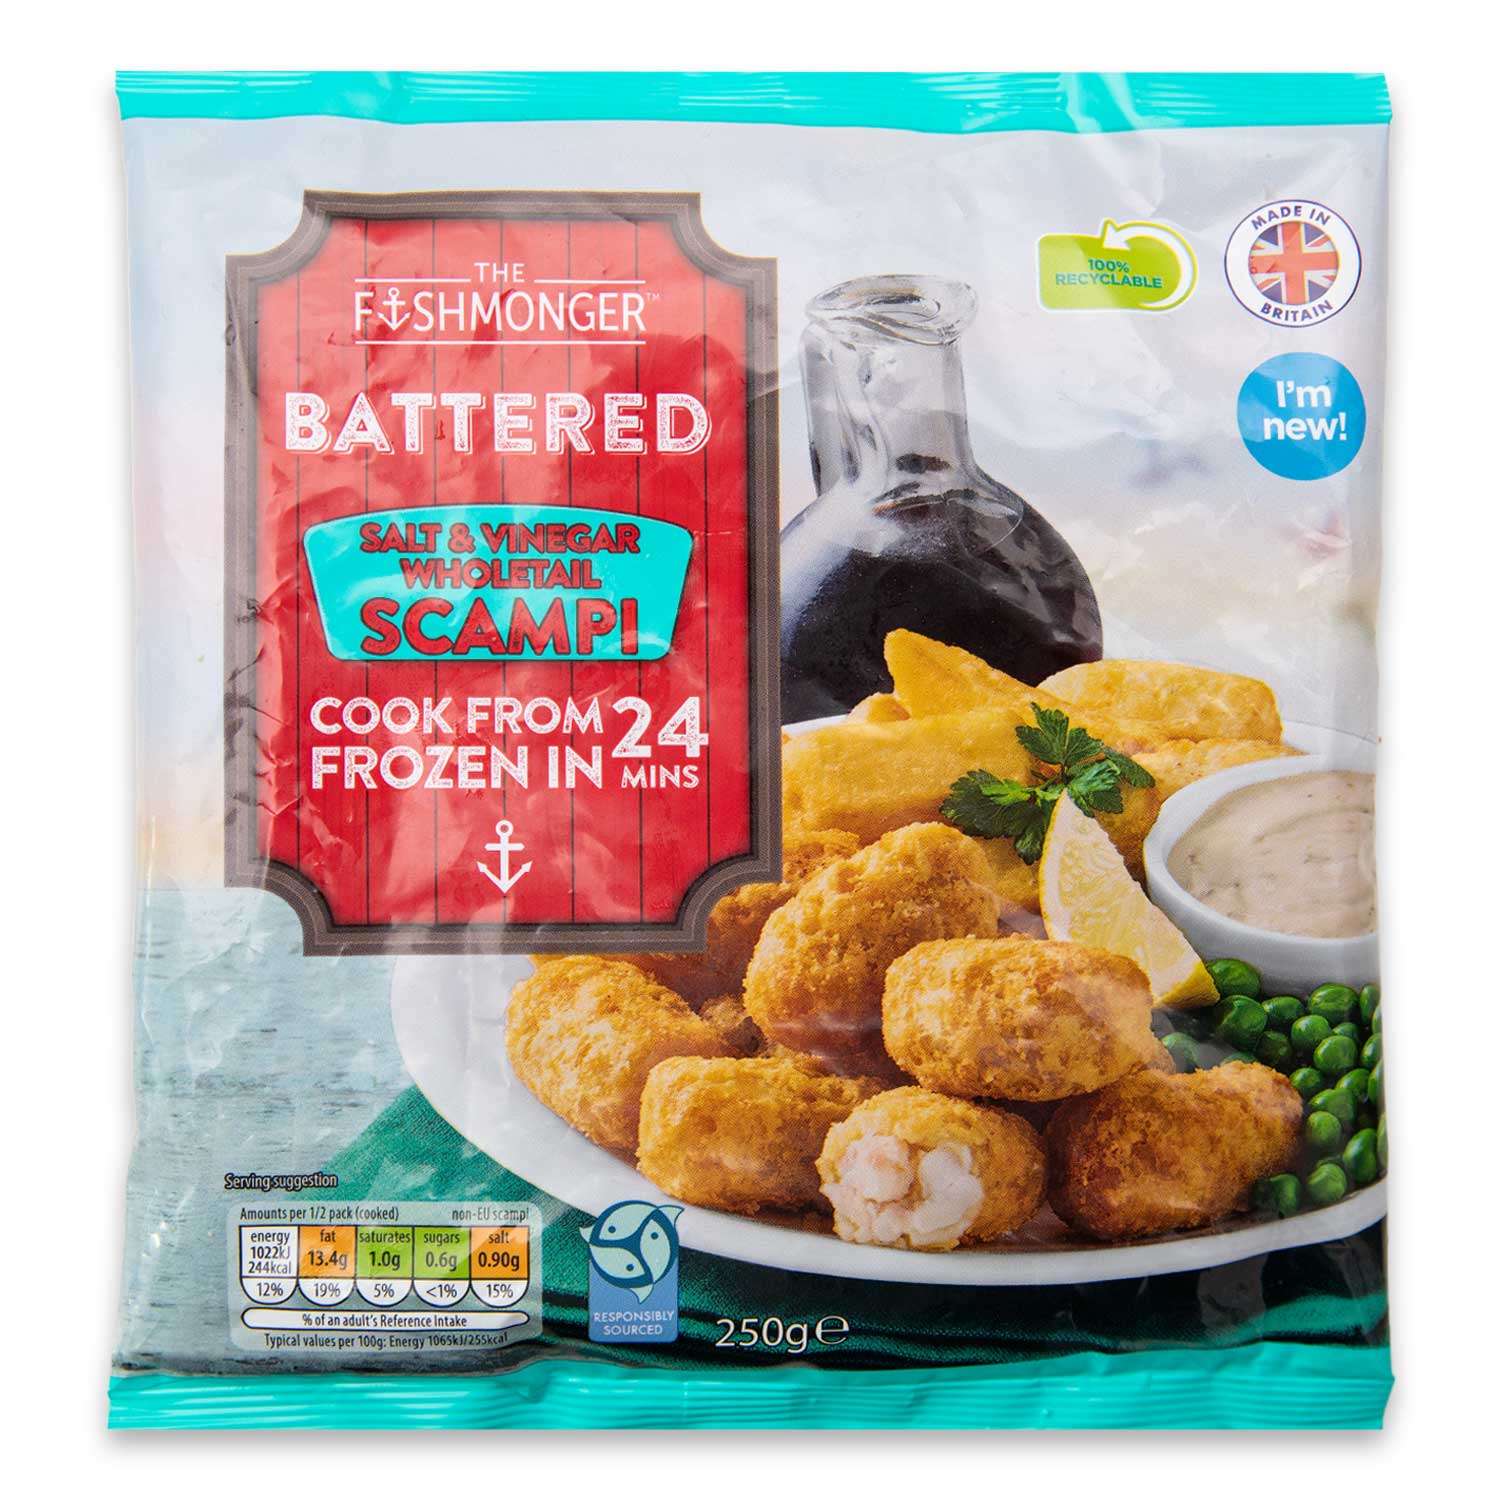 THE
F⚓SHMONGER™
BATTERED
SALT & VINEGAR
WHOLETAIL
SCAMPI
COOK FROM
FROZEN IN
24
MINS
100%
RECYCLABLE
MADE IN
BRITAIN
I'm
new!
Serving suggestion
Amounts per 1/2 pack (cooked) non-EU scampi
energy fat saturates sugars salt
1022kJ
244kcal
13.4g 1.0g 0.6g 0.90g
12% 19% 5% <1% 15%
% of an adult's Reference Intake
Typical values per 100g: Energy 1065kJ/255kcal
RESPONSIBLY
SOURCED
250g℮